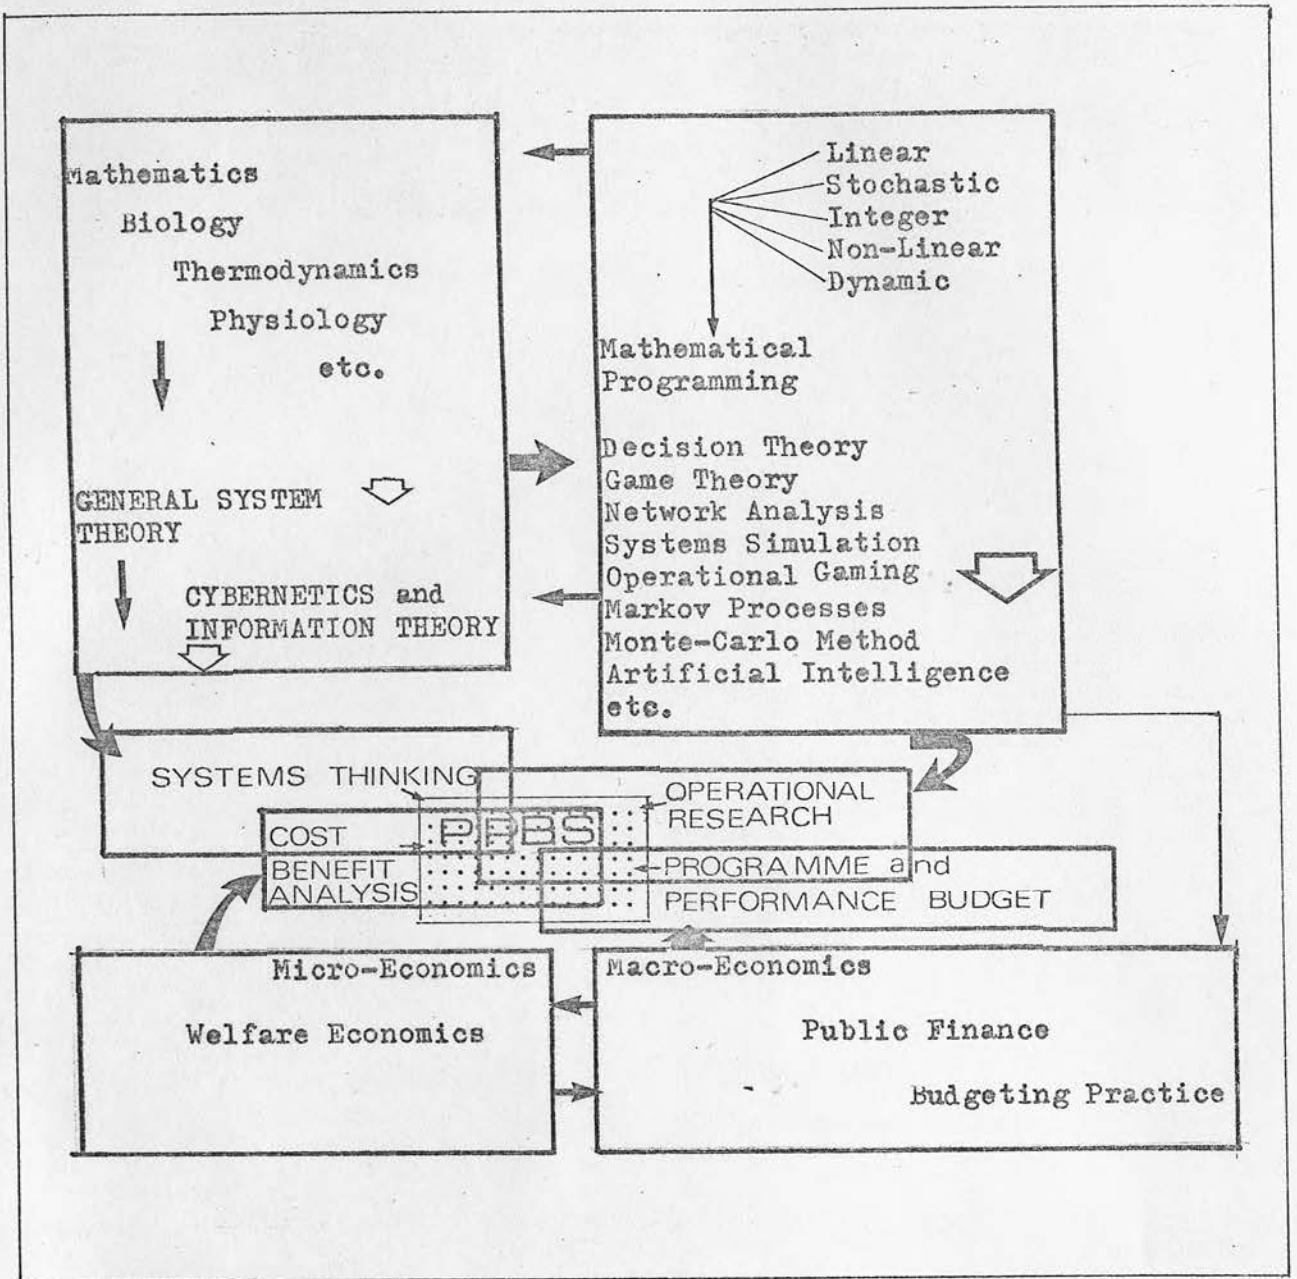 Mathematics
Biology
Thermodynamics
Physiology
etc.
GENERAL SYSTEM
THEORY
CYBERNETICS and
INFORMATION THEORY
Linear
Stochastic
Integer
Non-Linear
Dynamic
Mathematical
Programming
Decision Theory
Game Theory
Network Analysis
Systems Simulation
Operational Gaming
Markov Processes
Monte-Carlo Method
Artificial Intelligence
etc.
SYSTEMS THINKING
OPERATIONAL
RESEARCH
COST
BENEFIT
ANALYSIS
PPBS
PROGRAMME and
PERFORMANCE BUDGET
Micro-Economics
Welfare Economics
Macro-Economics
Public Finance
Budgeting Practice